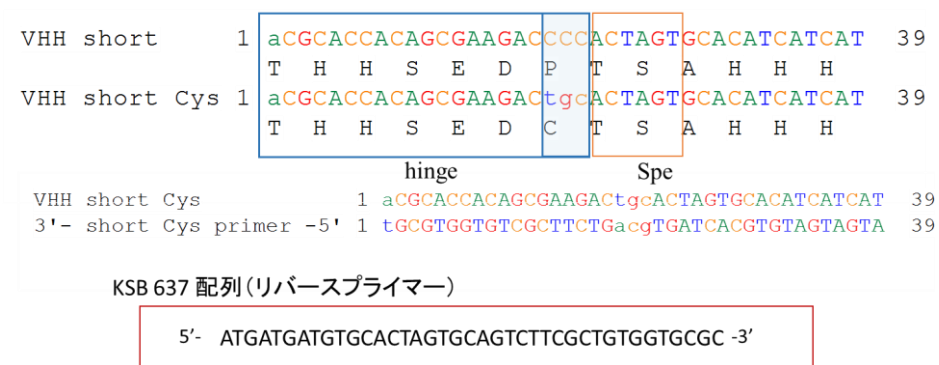 VHH short 1 aCGCACCACAGCGAAGACCCCACTAGTGCACATCATCAT 39
T H H S E D P T S A H H H
VHH short Cys 1 aCGCACCACAGCGAAGACtgcACTAGTGCACATCATCAT 39
T H H S E D C T S A H H H
hinge Spe
VHH short Cys 1 aCGCACCACAGCGAAGACtgcACTAGTGCACATCATCAT 39
3'- short Cys primer -5' 1 tGCGTGGTGTCGCTTCTGacgTGATCACGTGTAGTAGTA 39
KSB 637 配列(リバースプライマー)
5′- ATGATGATGTGCACTAGTGCAGTCTTCGCTGTGGTGCGC -3′